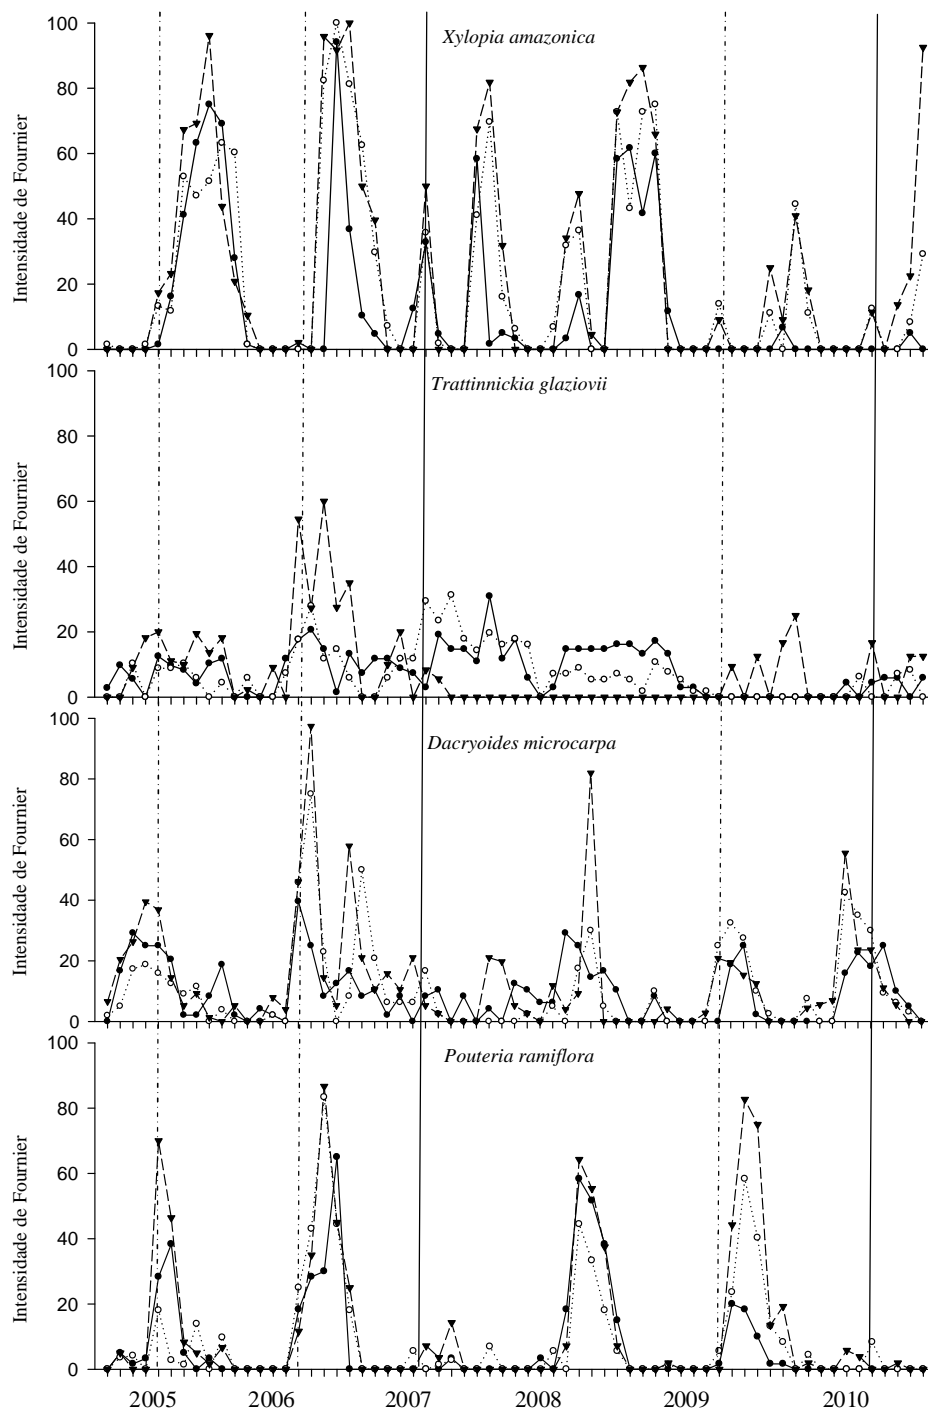 Xylopia amazonica
Intensidade de Fournier
100
80
60
40
20
0
Trattinnickia glaziovii
Intensidade de Fournier
100
80
60
40
20
0
Dacryoides microcarpa
Intensidade de Fournier
100
80
60
40
20
0
Pouteria ramiflora
Intensidade de Fournier
100
80
60
40
20
0
2005 2006 2007 2008 2009 2010